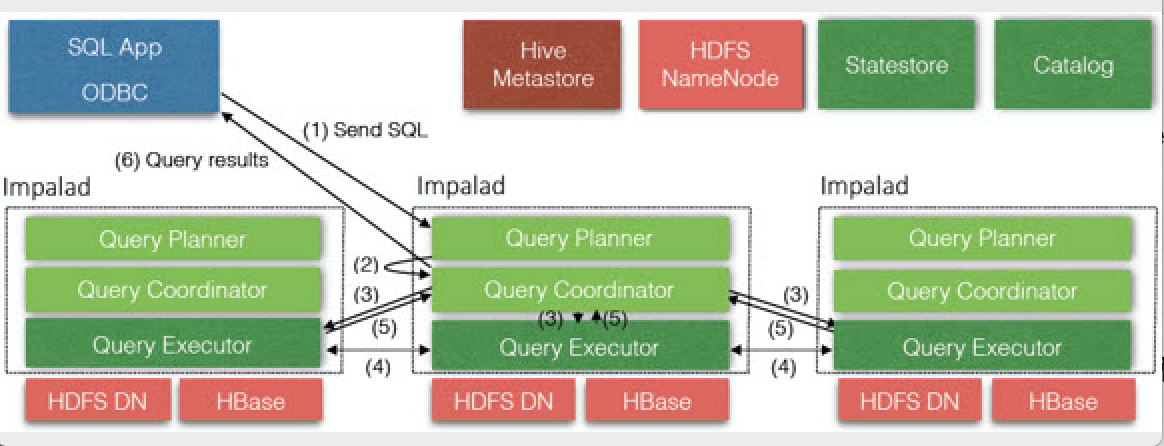 SQL App
ODBC
Hive
Metastore
HDFS
NameNode
Statestore
Catalog
(1) Send SQL
(6) Query results
Impalad
Impalad
Impalad
Query Planner
Query Planner
Query Planner
(2)
Query Coordinator
Query Coordinator
Query Coordinator
(3)
(3)
(5)
(3)
(5)
(5)
Query Executor
Query Executor
Query Executor
(4)
(4)
HDFS DN
HBase
HDFS DN
HBase
HDFS DN
HBase